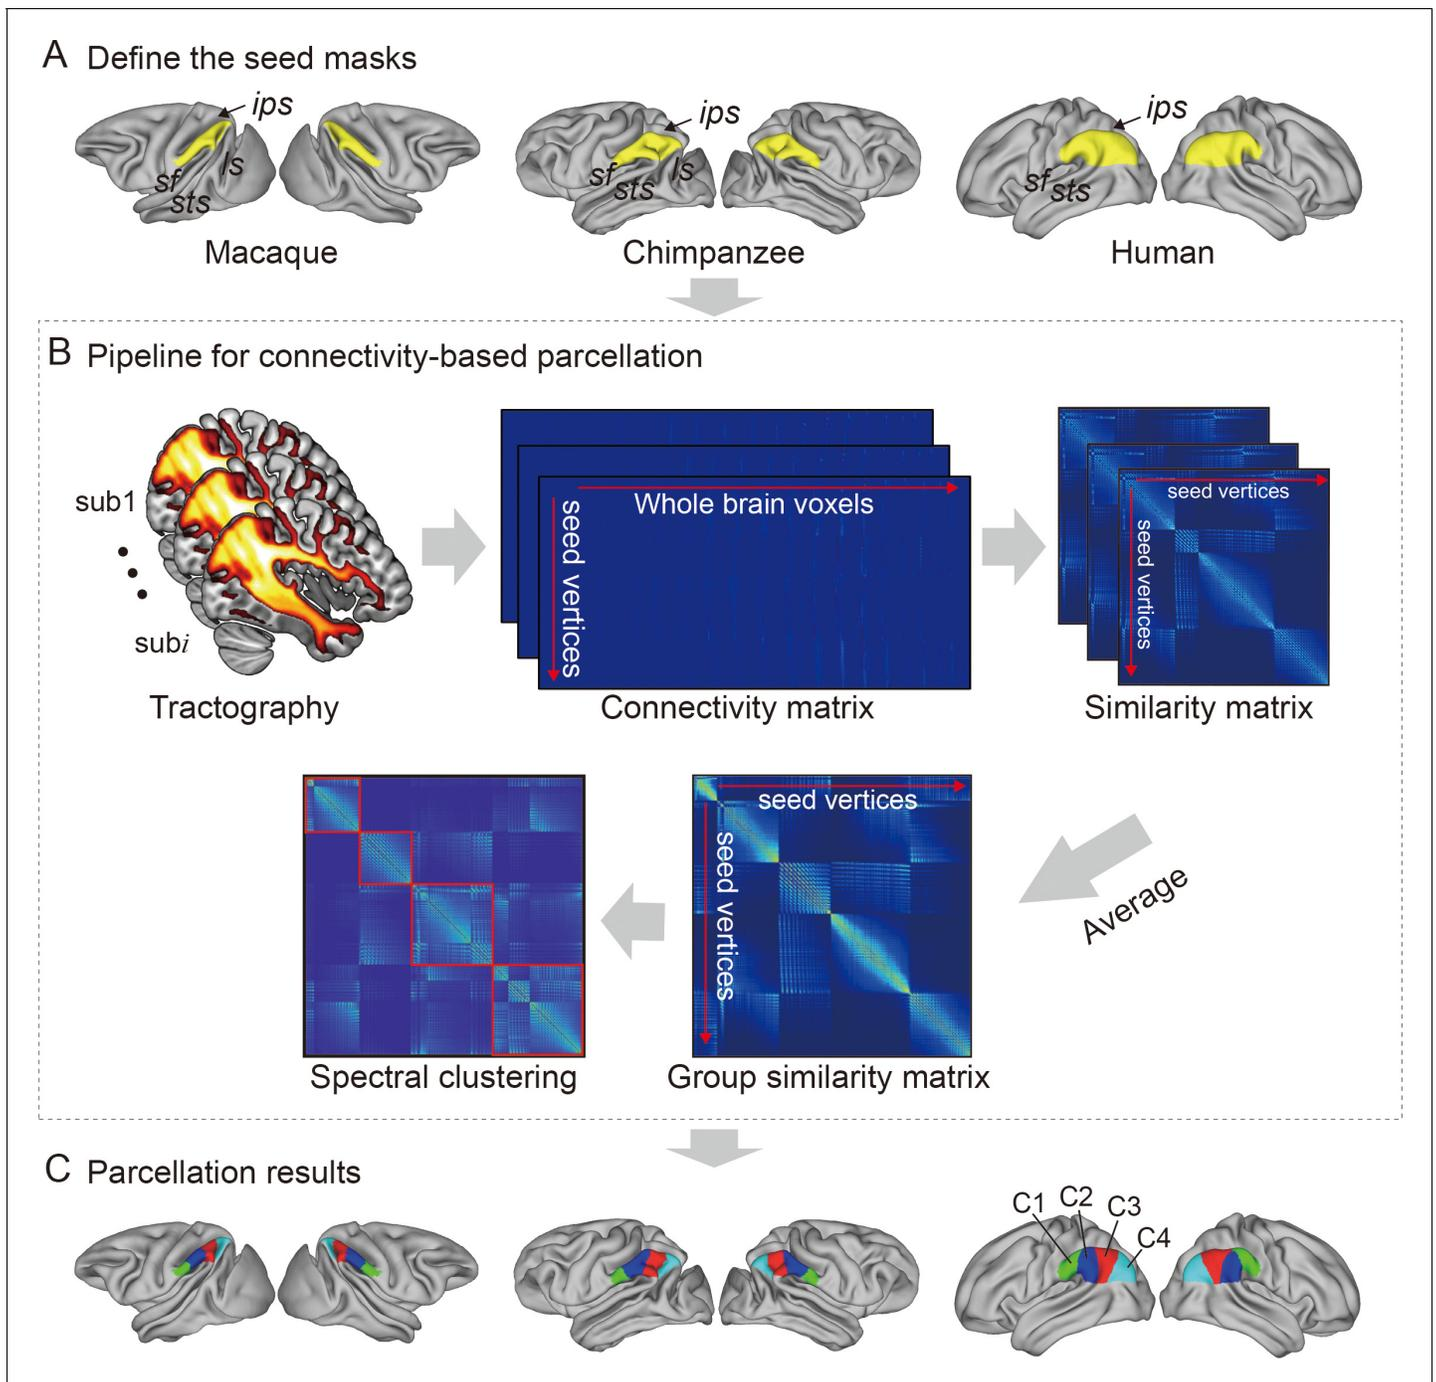 A Define the seed masks
ips
ls
sf
sts
ips
ls
sf
sts
ips
sf
sts
Macaque
Chimpanzee
Human
B Pipeline for connectivity-based parcellation
sub1
subi
Tractography
Whole brain voxels
seed vertices
Connectivity matrix
seed vertices
seed vertices
Similarity matrix
Average
seed vertices
seed vertices
Group similarity matrix
Spectral clustering
C Parcellation results
C1
C2
C3
C4